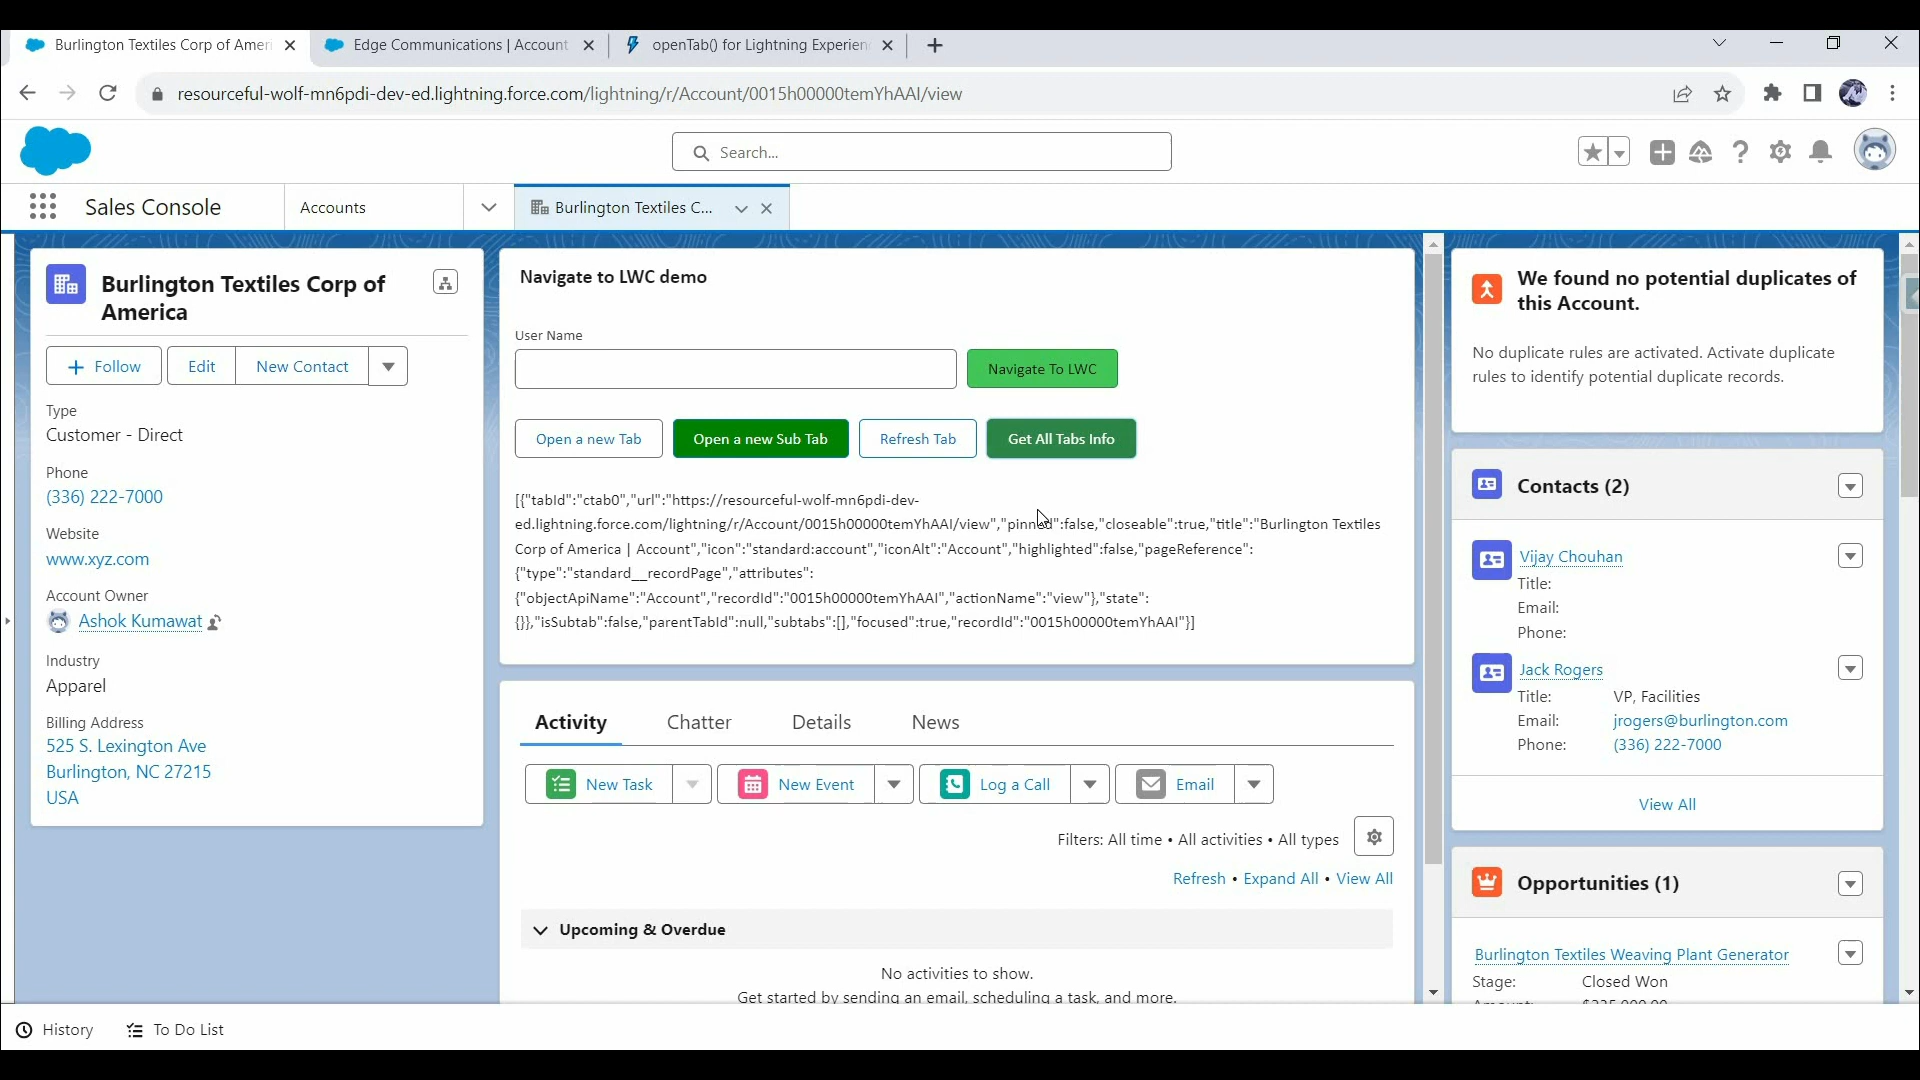 Burlington Textiles Corp of Ameri
Edge Communications | Account
openTab() for Lightning Experien
resourceful-wolf-mn6pdi-dev-ed.lightning.force.com/lightning/r/Account/0015h00000temYhAAI/view
Search...
Sales Console
Accounts
Burlington Textiles C...
Burlington Textiles Corp of
America
Follow
Edit
New Contact
Type
Customer - Direct
Phone
(336) 222-7000
Website
www.xyz.com
Account Owner
Ashok Kumawat
Industry
Apparel
Billing Address
525 S. Lexington Ave
Burlington, NC 27215
USA
Navigate to LWC demo
User Name
Navigate To LWC
Open a new Tab
Open a new Sub Tab
Refresh Tab
Get All Tabs Info
[{"tabId":"ctab0","url":"https://resourceful-wolf-mn6pdi-dev-
ed.lightning.force.com/lightning/r/Account/0015h00000temYhAAI/view","pinned":false,"closeable":true,"title":"Burlington Textiles
Corp of America | Account","icon":"standard:account","iconAlt":"Account","highlighted":false,"pageReference":
{"type":"standard__recordPage","attributes":
{"objectApiName":"Account","recordId":"0015h00000temYhAAI","actionName":"view"},"state":
{}},"isSubtab":false,"parentTabId":null,"subtabs":[],"focused":true,"recordId":"0015h00000temYhAAI"}]
Activity
Chatter
Details
News
New Task
New Event
Log a Call
Email
Filters: All time • All activities • All types
Refresh • Expand All • View All
Upcoming & Overdue
No activities to show.
Get started by sending an email, scheduling a task, and more.
We found no potential duplicates of
this Account.
No duplicate rules are activated. Activate duplicate
rules to identify potential duplicate records.
Contacts (2)
Vijay Chouhan
Title:
Email:
Phone:
Jack Rogers
Title: VP, Facilities
Email: jrogers@burlington.com
Phone: (336) 222-7000
View All
Opportunities (1)
Burlington Textiles Weaving Plant Generator
Stage: Closed Won
History
To Do List